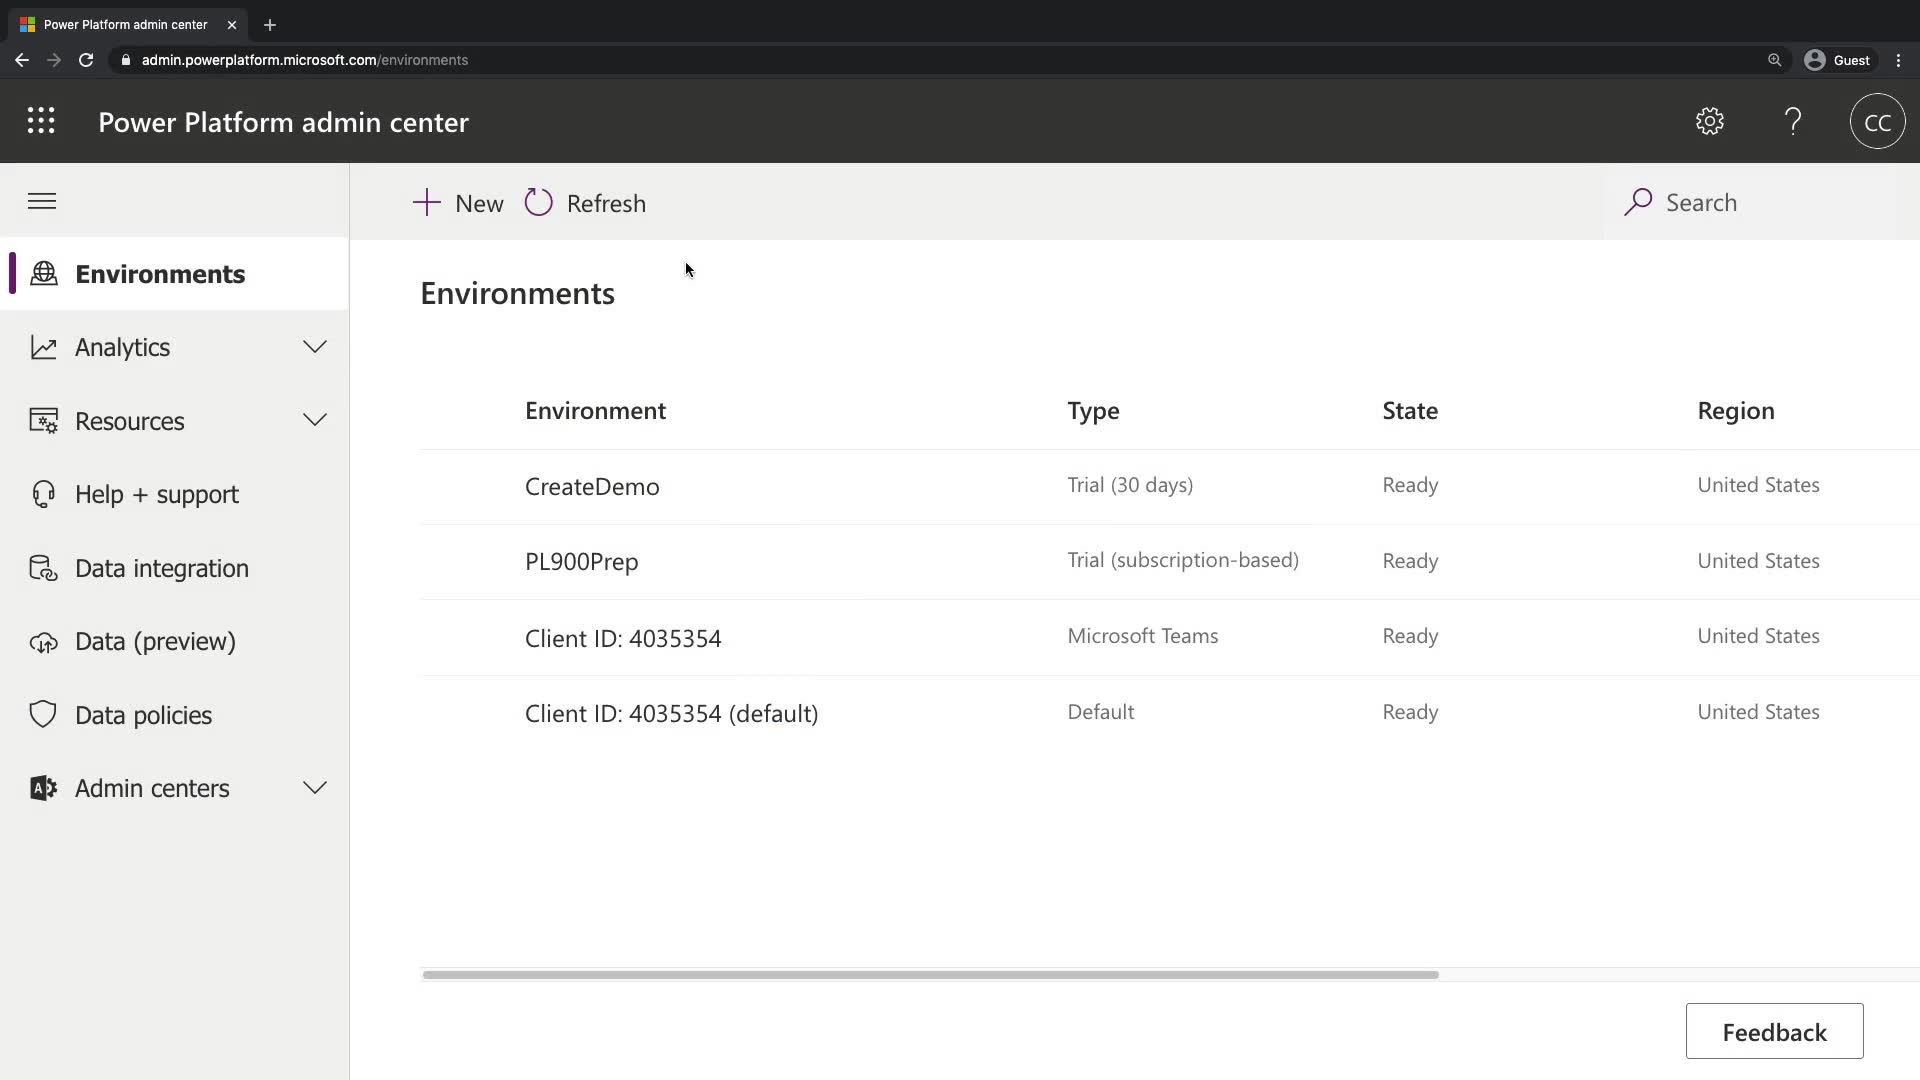 Power Platform admin center
admin.powerplatform.microsoft.com/environments
Guest
Power Platform admin center
CC
New
Refresh
Search
Environments
Analytics
Resources
Help + support
Data integration
Data (preview)
Data policies
Admin centers
Environments
Environment Type State Region
CreateDemo Trial (30 days) Ready United States
PL900Prep Trial (subscription-based) Ready United States
Client ID: 4035354 Microsoft Teams Ready United States
Client ID: 4035354 (default) Default Ready United States
Feedback